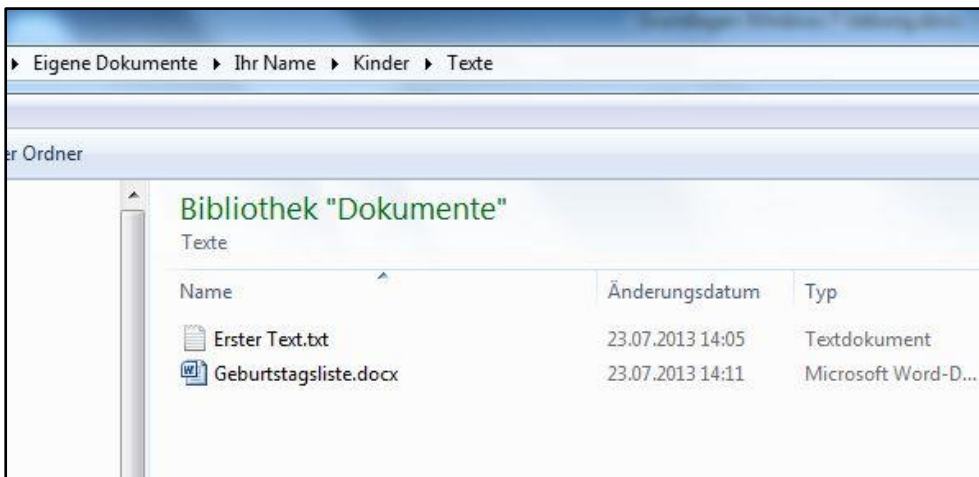 Eigene Dokumente Ihr Name Kinder Texte
er Ordner
Bibliothek "Dokumente"
Texte
Name Änderungsdatum Typ
Erster Text.txt 23.07.2013 14:05 Textdokument
Geburtstagsliste.docx 23.07.2013 14:11 Microsoft Word-D...